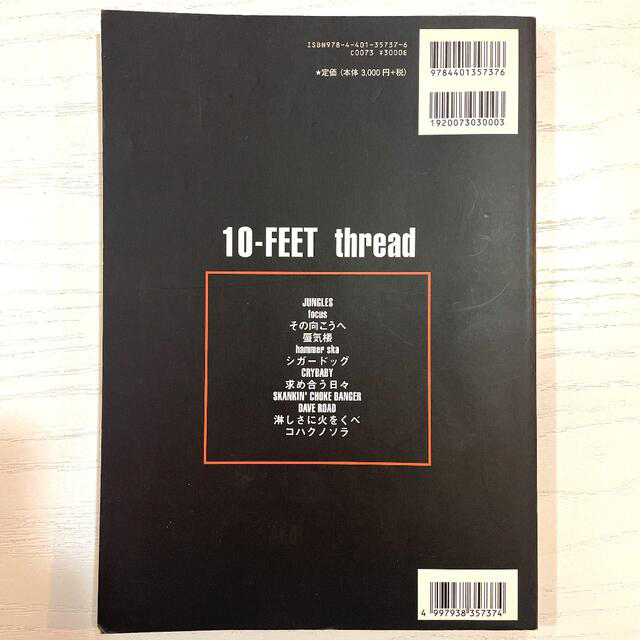 ISBN978-4-401-35737-6
C0073 ¥3000E
★定価 (本体 3,000円+税)
9784401357376
1920073030003
10-FEET thread
JUNGLES
focus
その向こうへ
蜃気楼
hammer ska
シガードッグ
CRYBABY
求め合う日々
SKANKIN' CHOKE BANGER
DAVE ROAD
淋しさに火をくべ
コハクノソラ
4 997938 357374